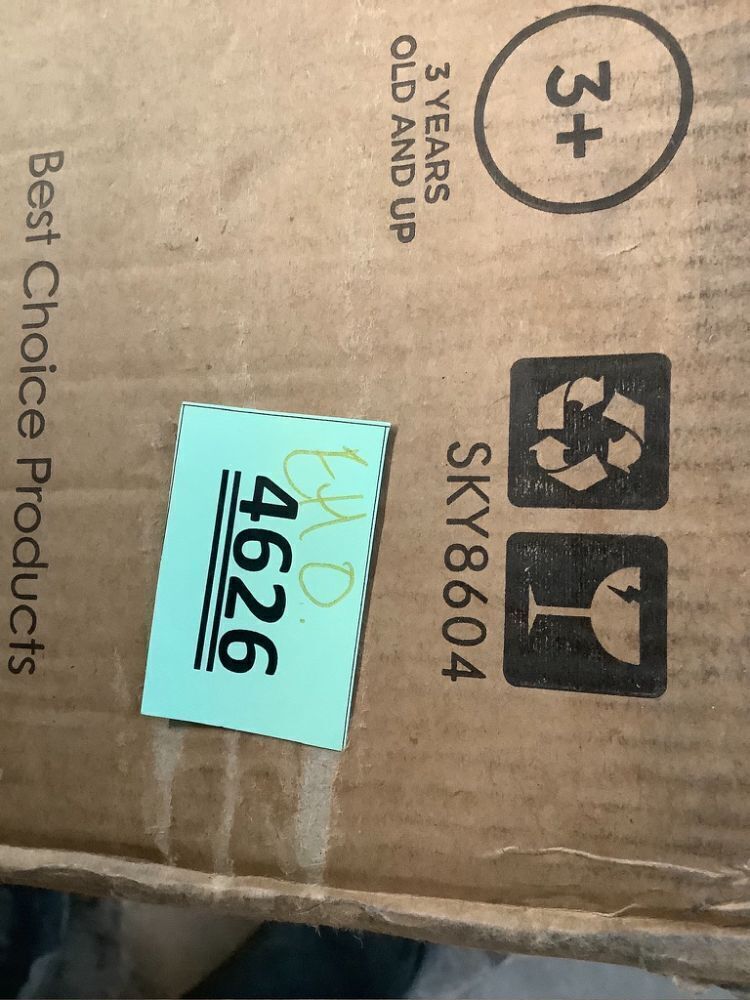 3+
3 YEARS
OLD AND UP
SKY8604
4626
Best Choice Products